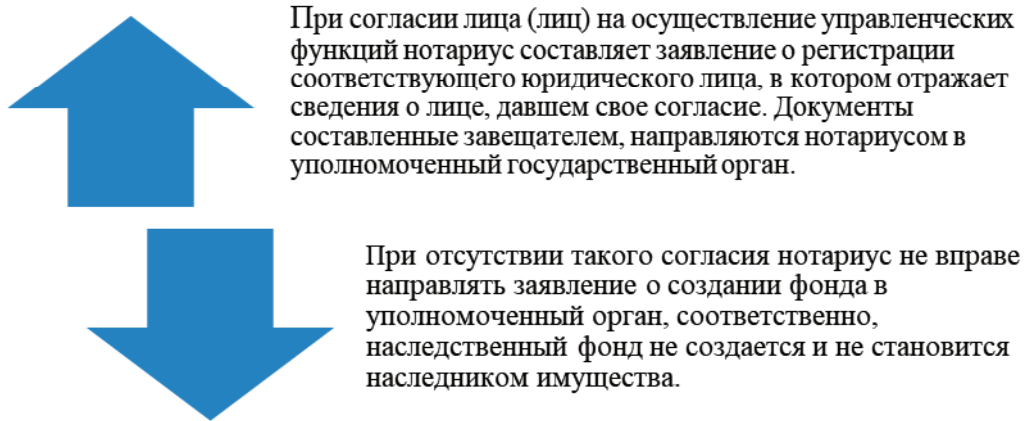 При согласии лица (лиц) на осуществление управленческих
функций нотариус составляет заявление о регистрации
соответствующего юридического лица, в котором отражает
сведения о лице, давшем свое согласие. Документы
составленные завещателем, направляются нотариусом в
уполномоченный государственный орган.
При отсутствии такого согласия нотариус не вправе
направлять заявление о создании фонда в
уполномоченный орган, соответственно,
наследственный фонд не создается и не становится
наследником имущества.